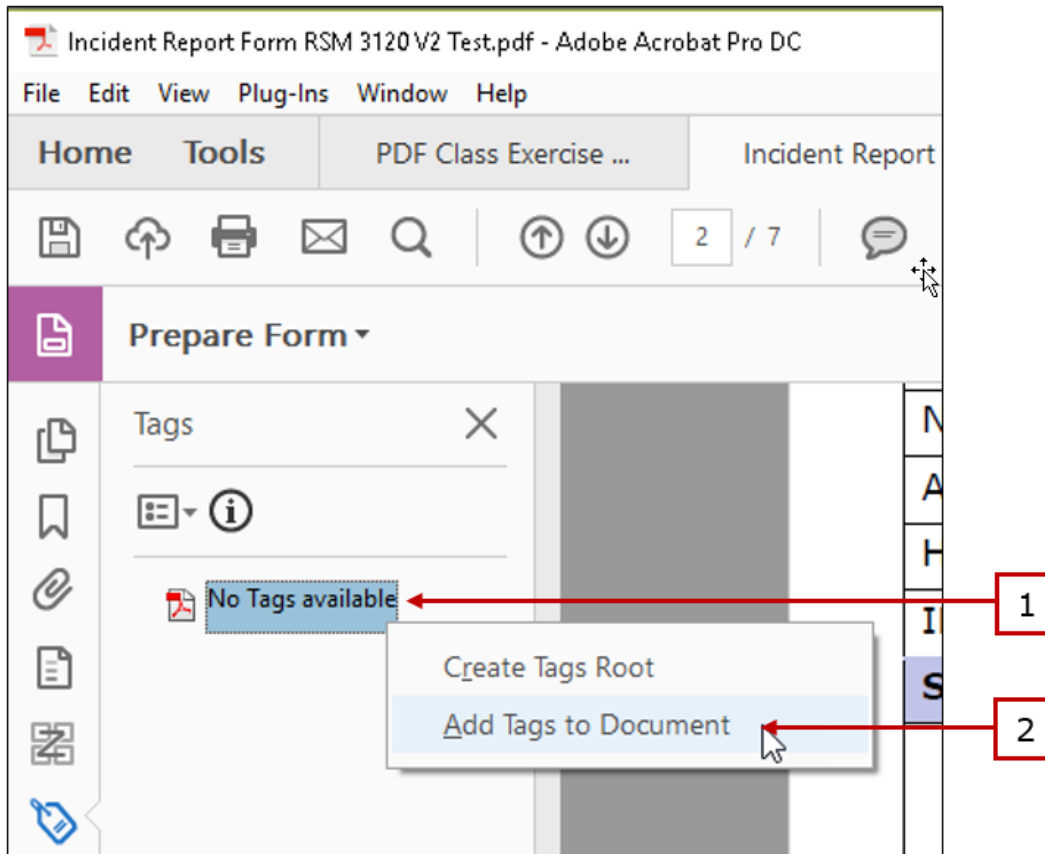 Incident Report Form RSM 3120 V2 Test.pdf - Adobe Acrobat Pro DC
File Edit View Plug-Ins Window Help
Home Tools PDF Class Exercise ... Incident Report
2 / 7
Prepare Form
Tags
N
A
H
No Tags available
1
S
Create Tags Root
Add Tags to Document
2